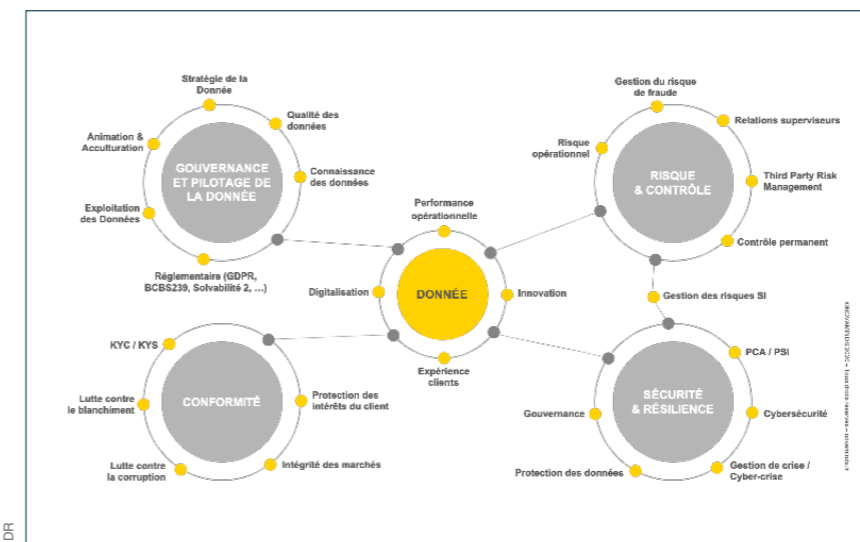 Stratégie de la
Donnée
Qualité des
données
Animation &
Acculturation
GOUVERNANCE
ET PILOTAGE DE
LA DONNÉE
Connaissance
des données
Exploitation
des Données
Réglementaire (GDPR,
BCBS239, Solvabilité 2, ...)
Gestion du risque
de fraude
Relations superviseurs
Risque
opérationnel
RISQUE
& CONTRÔLE
Third Party Risk
Management
Contrôle permanent
Performance
opérationnelle
Digitalisation
DONNÉE
Innovation
Expérience
clients
Gestion des risques SI
KYC / KYS
Lutte contre
le blanchiment
CONFORMITÉ
Protection des
intérêts du client
Lutte contre
la corruption
Intégrité des marchés
PCA / PSI
Gouvernance
SÉCURITÉ
& RÉSILIENCE
Cybersécurité
Protection des données
Gestion de crise /
Cyber-crise
DR